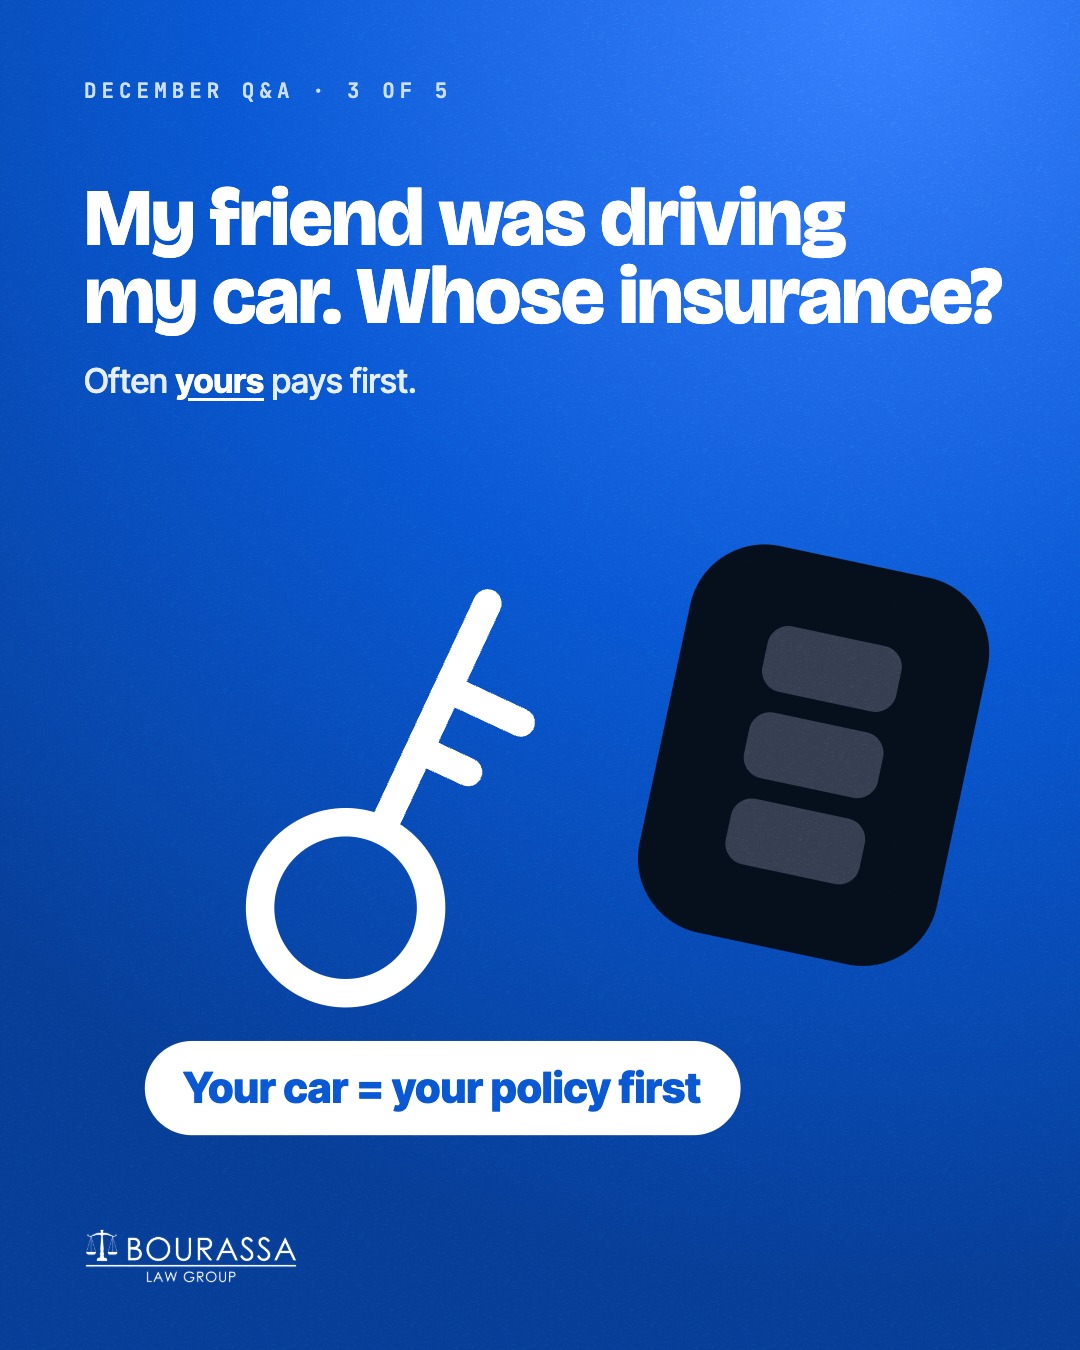 DECEMBER Q&A · 3 OF 5
My friend was driving
my car. Whose insurance?
Often yours pays first.
Your car = your policy first
BOURASSA
LAW GROUP